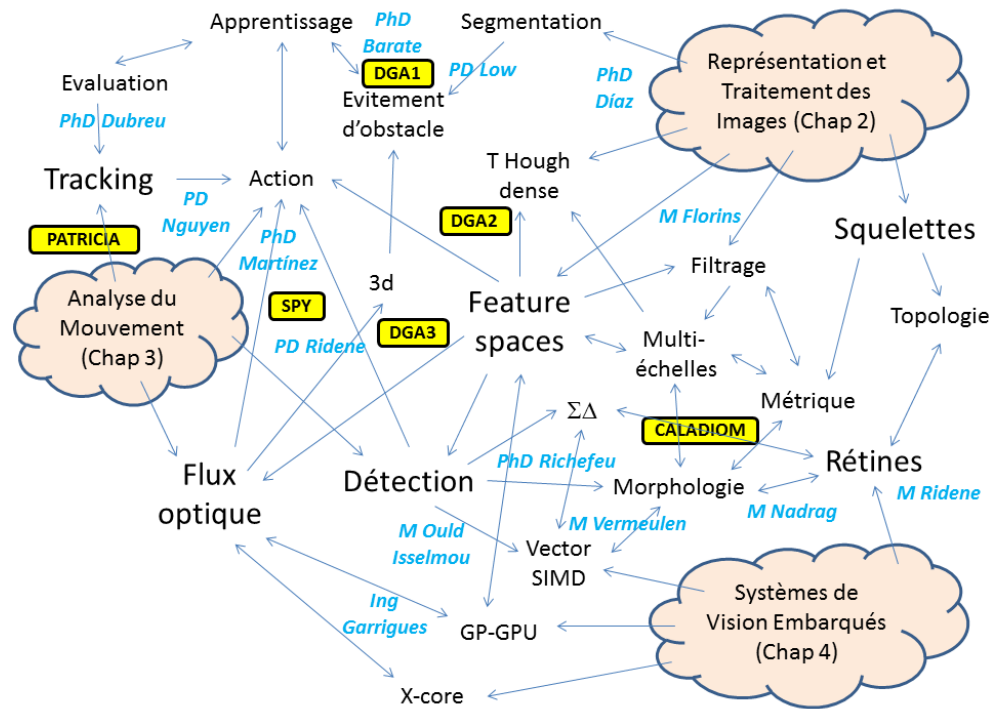 Apprentissage
PhD
Barate
Segmentation
DGA1
PD Low
PhD
Díaz
Représentation et
Traitement des
Images (Chap 2)
Evaluation
Evitement
d'obstacle
PhD Dubreu
Tracking
PD
Nguyen
Action
T Hough
dense
DGA2
M Florins
Squelettes
PATRICIA
PhD
Martínez
Filtrage
3d
Analyse du
Mouvement
(Chap 3)
SPY
PD Ridene
DGA3
Feature
spaces
Topologie
Multi-
échelles
Métrique
ΣΔ
CALADIOM
Flux
optique
Détection
PhD Richefeu
Morphologie
Rétines
M Ridene
M Nadrag
M Ould
Isselmou
M Vermeulen
Vector
SIMD
Ing
Garrigues
GP-GPU
Systèmes de
Vision Embarqués
(Chap 4)
X-core